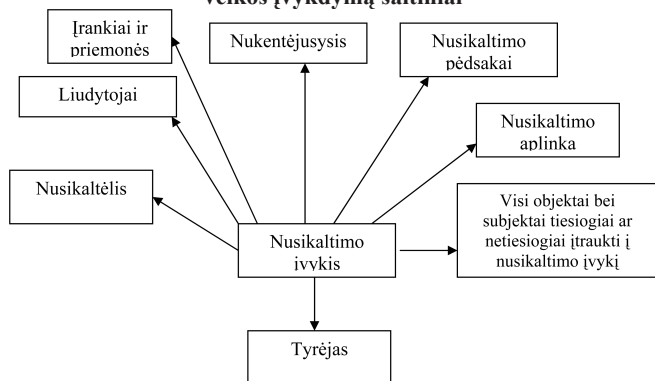 veikos įvykdymą šaltiniai
Įrankiai ir
priemonės
Nukentėjusysis
Nusikaltimo
pėdsakai
Liudytojai
Nusikaltimo
aplinka
Nusikaltėlis
Visi objektai bei
subjektai tiesiogiai ar
netiesiogiai įtraukti į
nusikaltimo įvykį
Nusikaltimo
įvykis
Tyrėjas